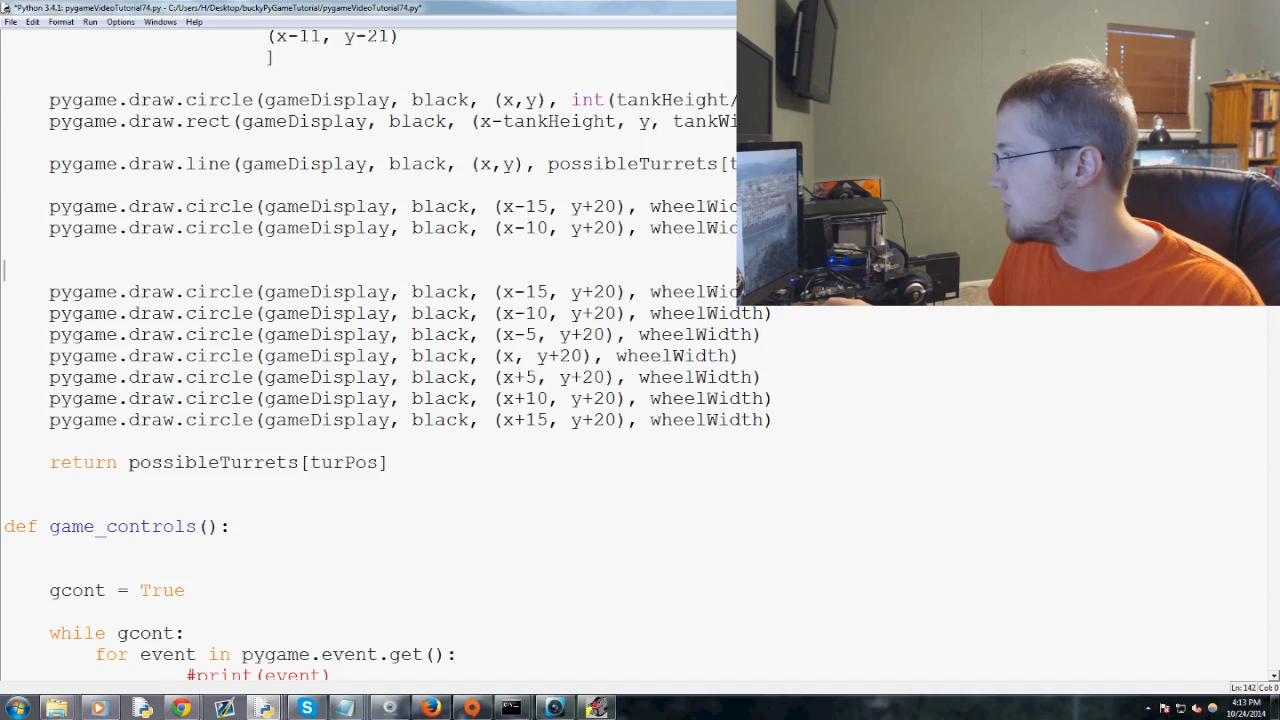 *Python 3.4.1: pygameVideoTutorial74.py - C:/Users/H/Desktop/buckyPyGameTutorial/pygameVideoTutorial74.py*
File Edit Format Run Options Windows Help
(x-11, y-21)
]
pygame.draw.circle(gameDisplay, black, (x,y), int(tankHeight/
pygame.draw.rect(gameDisplay, black, (x-tankHeight, y, tankWi
pygame.draw.line(gameDisplay, black, (x,y), possibleTurrets[t
pygame.draw.circle(gameDisplay, black, (x-15, y+20), wheelWid
pygame.draw.circle(gameDisplay, black, (x-10, y+20), wheelWid
pygame.draw.circle(gameDisplay, black, (x-15, y+20), wheelWid
pygame.draw.circle(gameDisplay, black, (x-10, y+20), wheelWidth)
pygame.draw.circle(gameDisplay, black, (x-5, y+20), wheelWidth)
pygame.draw.circle(gameDisplay, black, (x, y+20), wheelWidth)
pygame.draw.circle(gameDisplay, black, (x+5, y+20), wheelWidth)
pygame.draw.circle(gameDisplay, black, (x+10, y+20), wheelWidth)
pygame.draw.circle(gameDisplay, black, (x+15, y+20), wheelWidth)
return possibleTurrets[turPos]
def game_controls():
gcont = True
while gcont:
for event in pygame.event.get():
#print(event)
Ln: 142 Col: 0
4:13 PM
10/24/2014